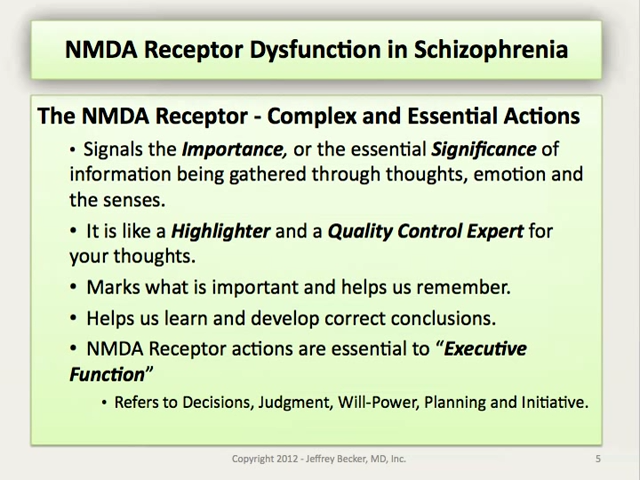 NMDA Receptor Dysfunction in Schizophrenia
The NMDA Receptor - Complex and Essential Actions
• Signals the Importance, or the essential Significance of
information being gathered through thoughts, emotion and
the senses.
• It is like a Highlighter and a Quality Control Expert for
your thoughts.
• Marks what is important and helps us remember.
• Helps us learn and develop correct conclusions.
• NMDA Receptor actions are essential to “Executive
Function”
• Refers to Decisions, Judgment, Will-Power, Planning and Initiative.
Copyright 2012 - Jeffrey Becker, MD, Inc.
5